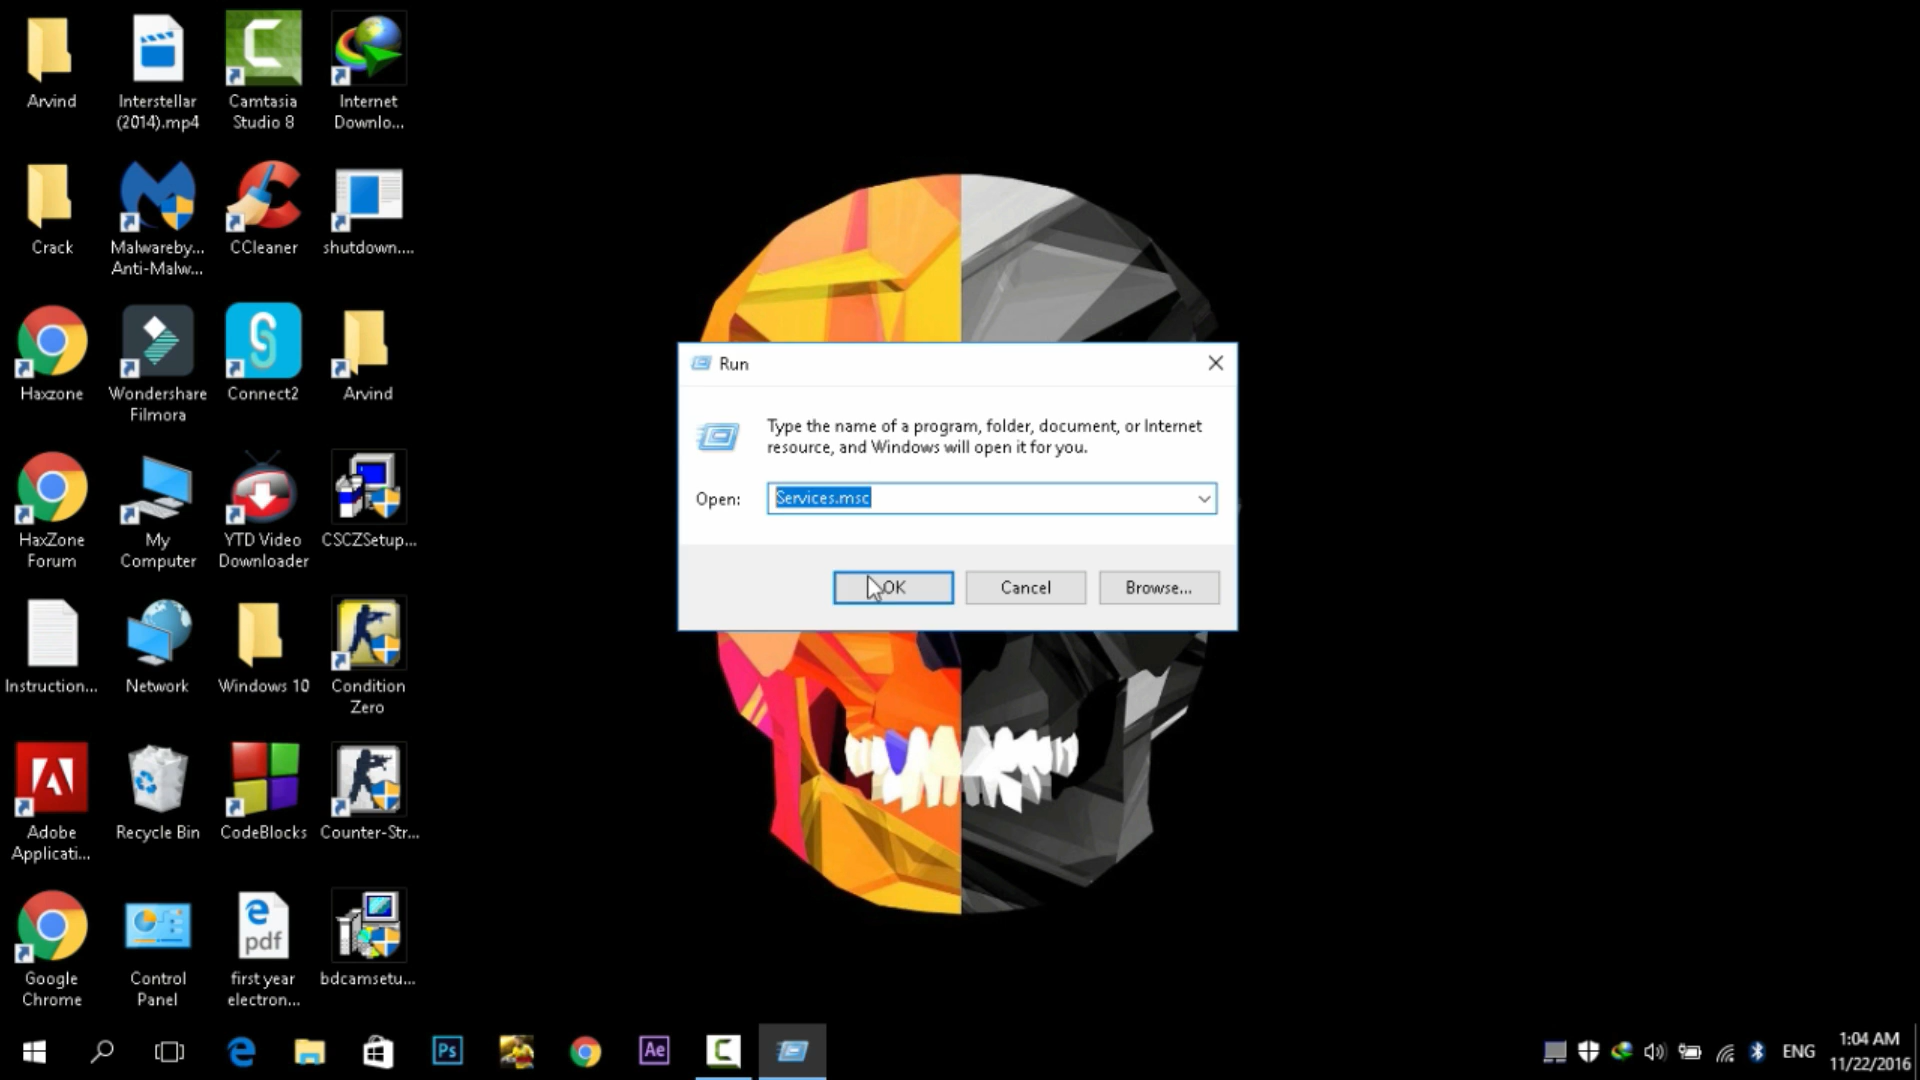 Arvind
Interstellar
(2014).mp4
Camtasia
Studio 8
Internet
Downlo...
Crack
Malwareby...
Anti-Malw...
CCleaner
shutdown....
Haxzone
Wondershare
Filmora
Connect2
Arvind
HaxZone
Forum
My
Computer
YTD Video
Downloader
CSCZSetup...
Instruction...
Network
Windows 10
Condition
Zero
Adobe
Applicati...
Recycle Bin
CodeBlocks
Counter-Str...
Google
Chrome
Control
Panel
pdf
first year
electron...
bdcamsetu...
Run
Type the name of a program, folder, document, or Internet
resource, and Windows will open it for you.
Open:
Services.msc
OK
Cancel
Browse...
Ps
Ae
ENG
1:04 AM
11/22/2016